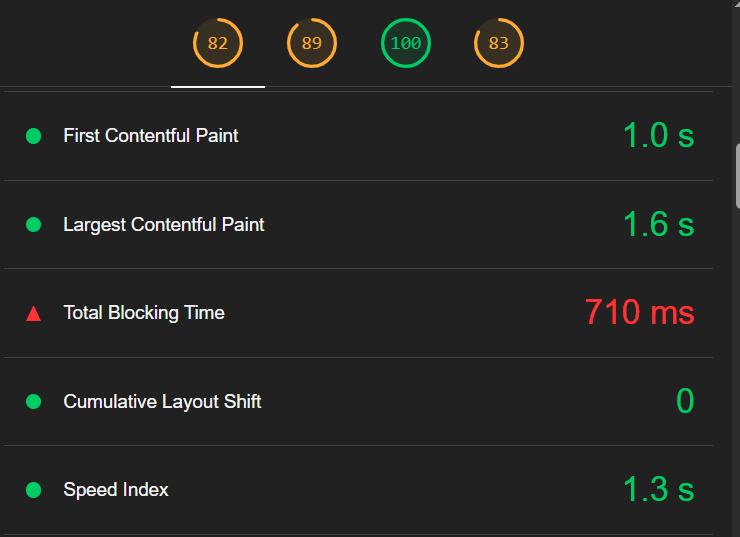 82 89 100 83
First Contentful Paint 1.0 s
Largest Contentful Paint 1.6 s
Total Blocking Time 710 ms
Cumulative Layout Shift 0
Speed Index 1.3 s